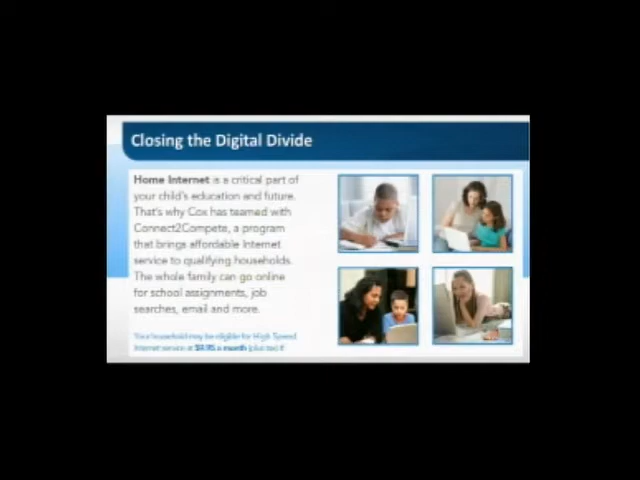 Closing the Digital Divide
Home Internet is a critical part of
your child's education and future.
That's why Cox has teamed with
Connect2Compete, a program
that brings affordable Internet
service to qualifying households.
The whole family can go online
for school assignments, job
searches, email and more.
Your household may be eligible for High Speed
Internet service at $9.95 a month (plus tax) if